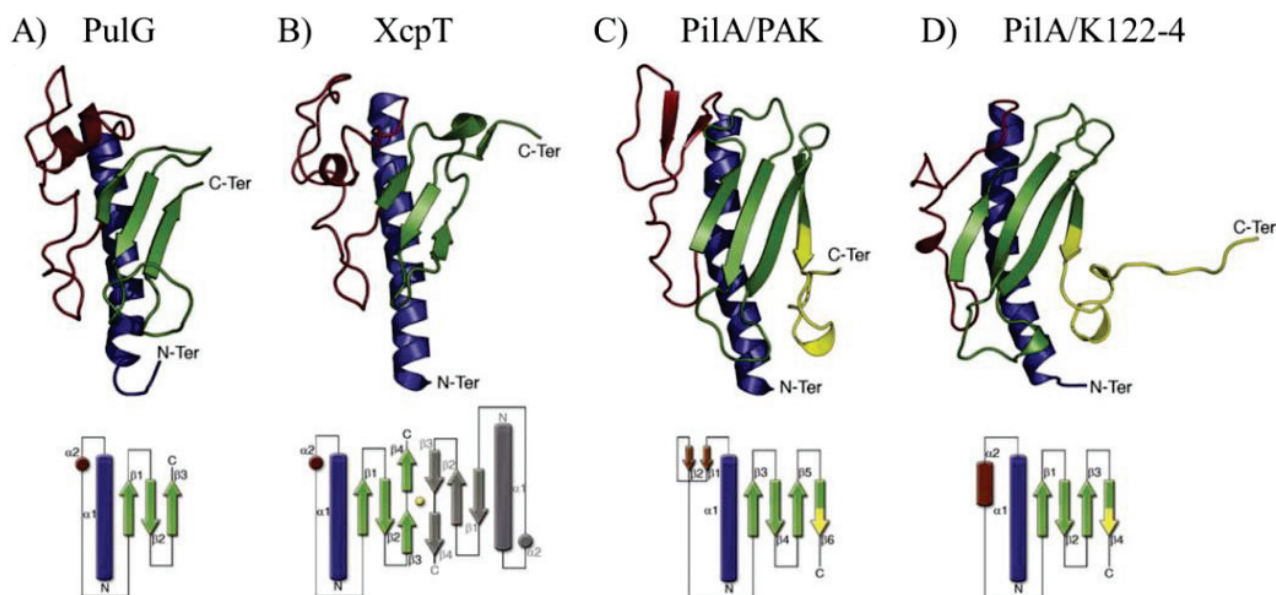 A) PulG
B) XcpT
C) PilA/PAK
D) PilA/K122-4
C-Ter
N-Ter
C-Ter
N-Ter
C-Ter
N-Ter
C-Ter
N-Ter
α2
α1
N
β1
β2
β3
C
α2
α1
N
β1
β2
β3
β4
C
β3
β2
β1
β4
C
N
α1
α2
β2
β1
α1
N
β3
β4
β5
β6
C
α2
α1
N
β1
β2
β3
β4
C